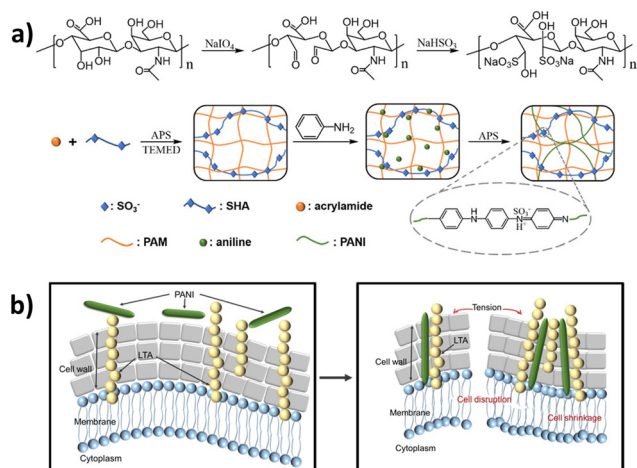 a)
O OH OH OH
NaIO₄
NaHSO₃
NaO₃S SO₃Na
APS
TEMED
NH₂
APS
: SO₃⁻ : SHA : acrylamide
: PAM : aniline : PANI
SO₃⁻
N
H
N
H⁺
N
b)
PANI
Cell wall
LTA
Membrane
Cytoplasm
Tension
Cell wall
LTA
Membrane
Cell disruption
Cell shrinkage
Cytoplasm